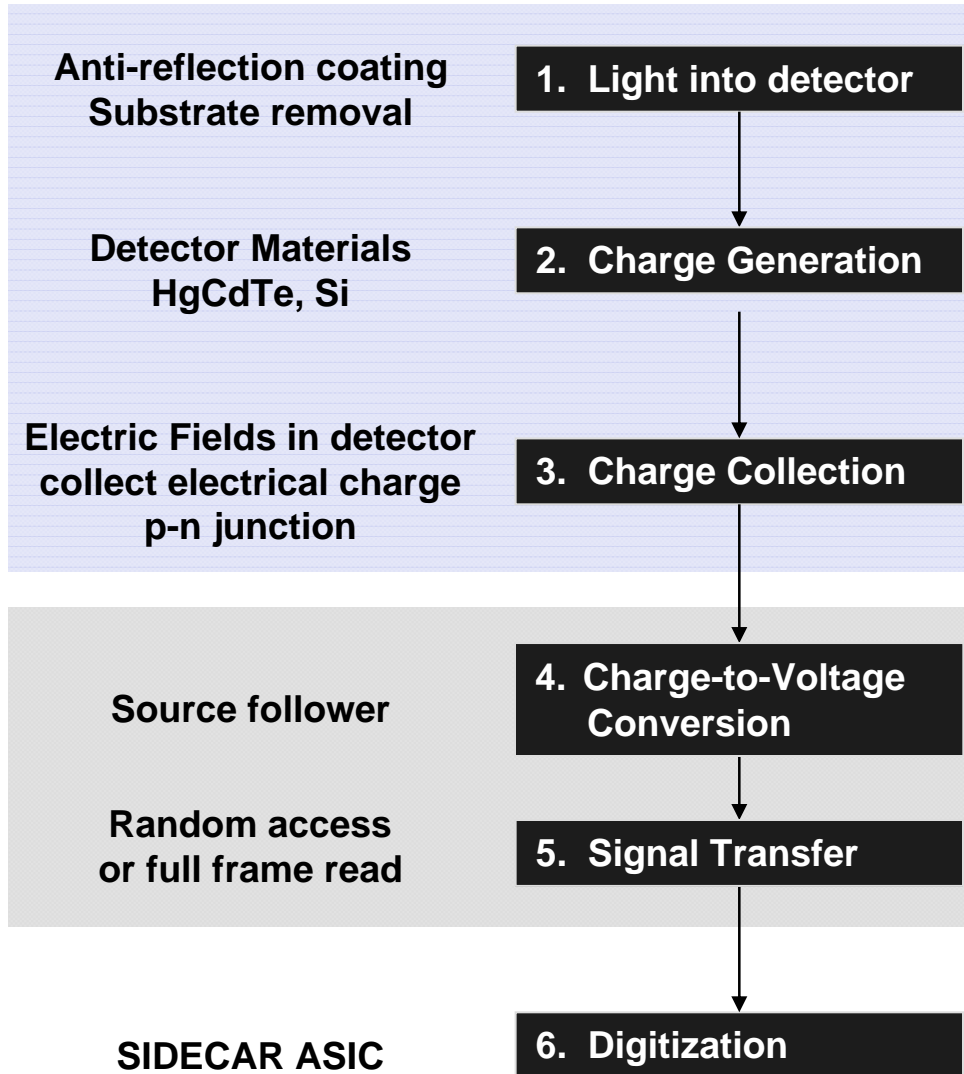 Anti-reflection coating
Substrate removal
1. Light into detector
Detector Materials
HgCdTe, Si
2. Charge Generation
Electric Fields in detector
collect electrical charge
p-n junction
3. Charge Collection
Source follower
4. Charge-to-Voltage
Conversion
Random access
or full frame read
5. Signal Transfer
SIDECAR ASIC
6. Digitization